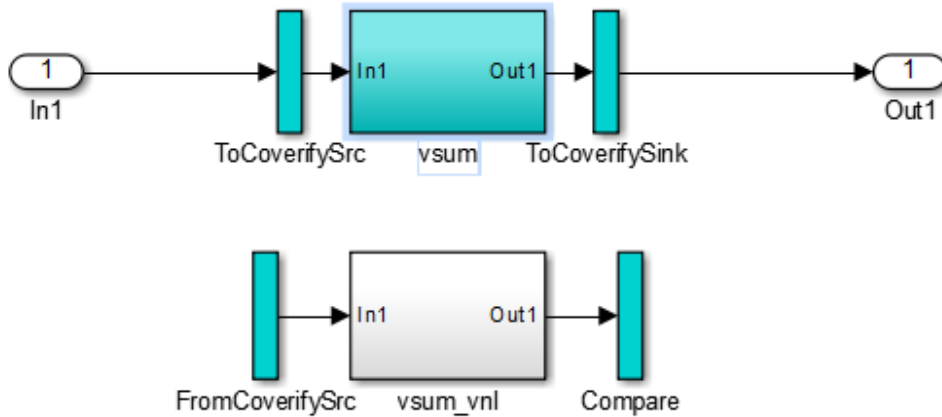 1 In1 Out1 1
In1 ToCoverifySrc vsum ToCoverifySink Out1
In1 Out1
FromCoverifySrc vsum_vnl Compare